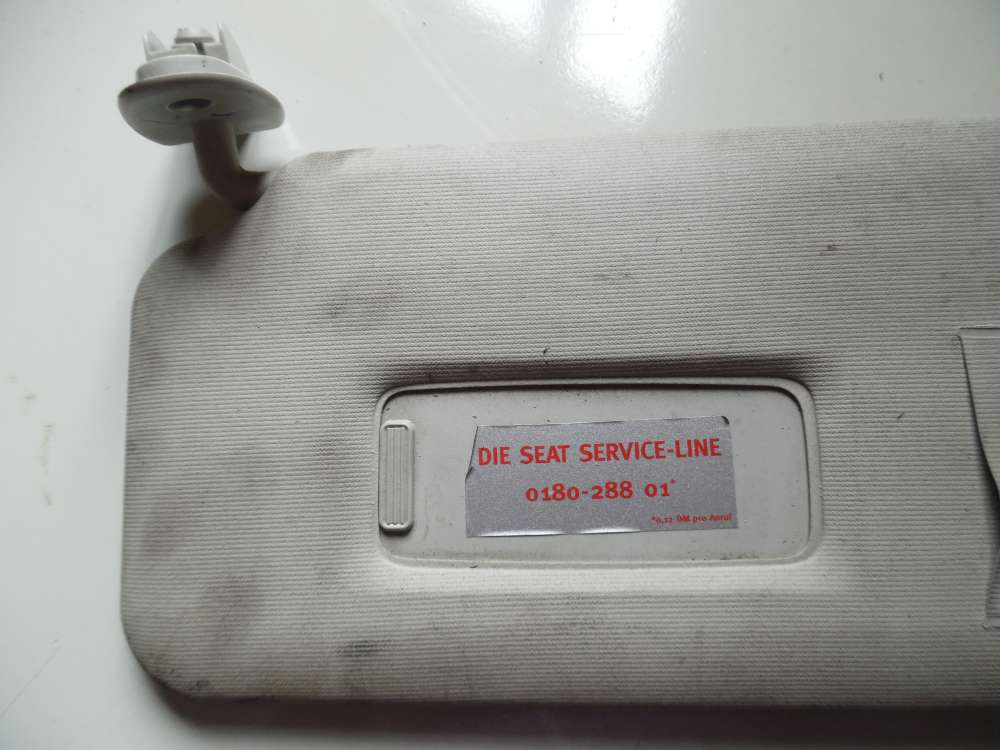 DIE SEAT SERVICE-LINE
0180-288 01*
*0,12 DM pro Anruf